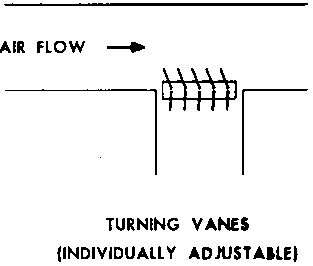 AIR FLOW
TURNING VANES
(INDIVIDUALLY ADJUSTABLE)